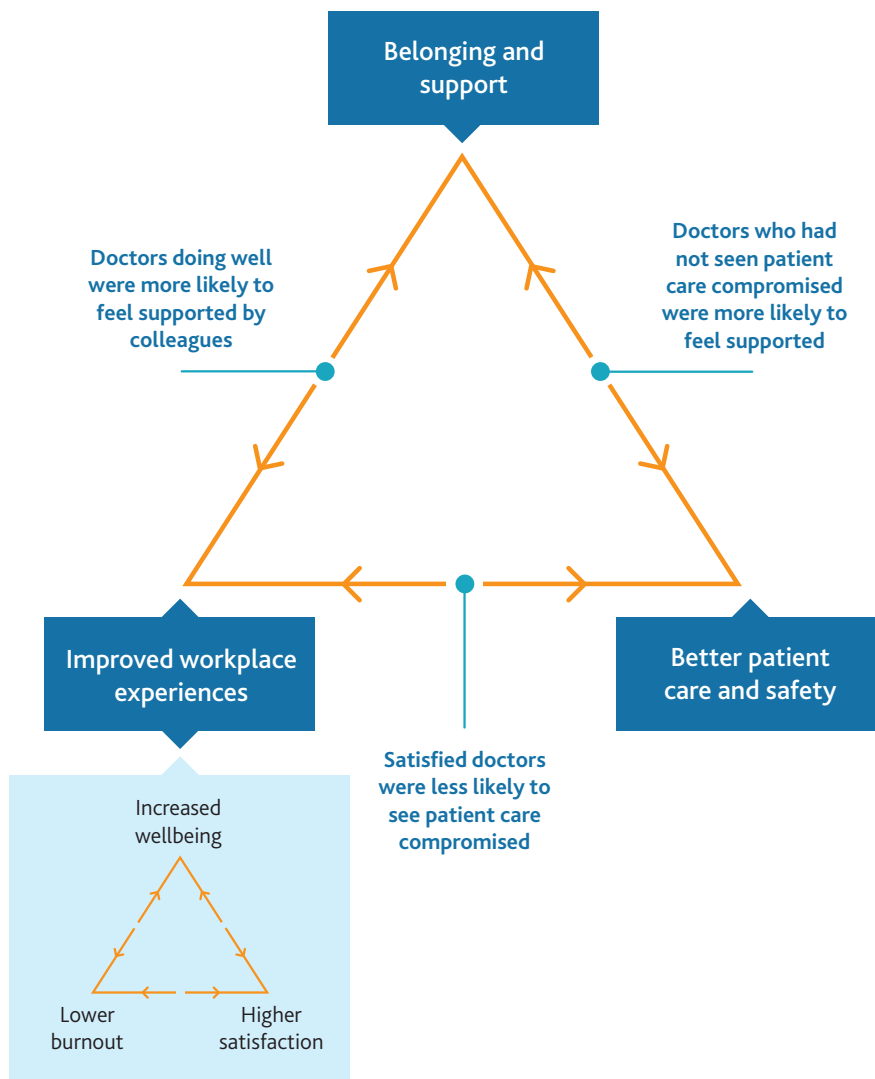 Belonging and
support
Doctors doing well
were more likely to
feel supported by
colleagues
Doctors who had
not seen patient
care compromised
were more likely to
feel supported
Improved workplace
experiences
Better patient
care and safety
Satisfied doctors
were less likely to
see patient care
compromised
Increased
wellbeing
Lower
burnout
Higher
satisfaction